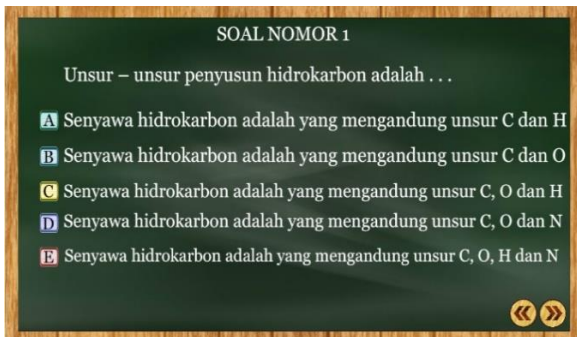 SOAL NOMOR 1
Unsur – unsur penyusun hidrokarbon adalah . . .
A Senyawa hidrokarbon adalah yang mengandung unsur C dan H
B Senyawa hidrokarbon adalah yang mengandung unsur C dan O
C Senyawa hidrokarbon adalah yang mengandung unsur C, O dan H
D Senyawa hidrokarbon adalah yang mengandung unsur C, O dan N
E Senyawa hidrokarbon adalah yang mengandung unsur C, O, H dan N